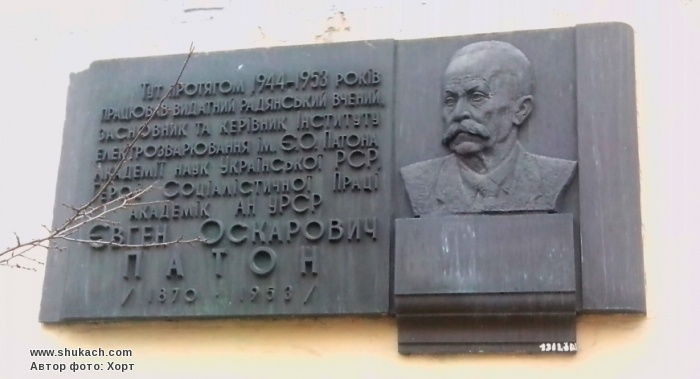 Тут протягом 1944-1953 років
працював видатний радянський вчений,
засновник та керівник Інституту
електрозварювання ім. Є.О. Патона
Академії наук Української РСР,
Герой Соціалістичної Праці
академік АН УРСР
Євген Оскарович
ПАТОН
/ 1870 - 1953 /
www.shukach.com
Автор фото: Хорт